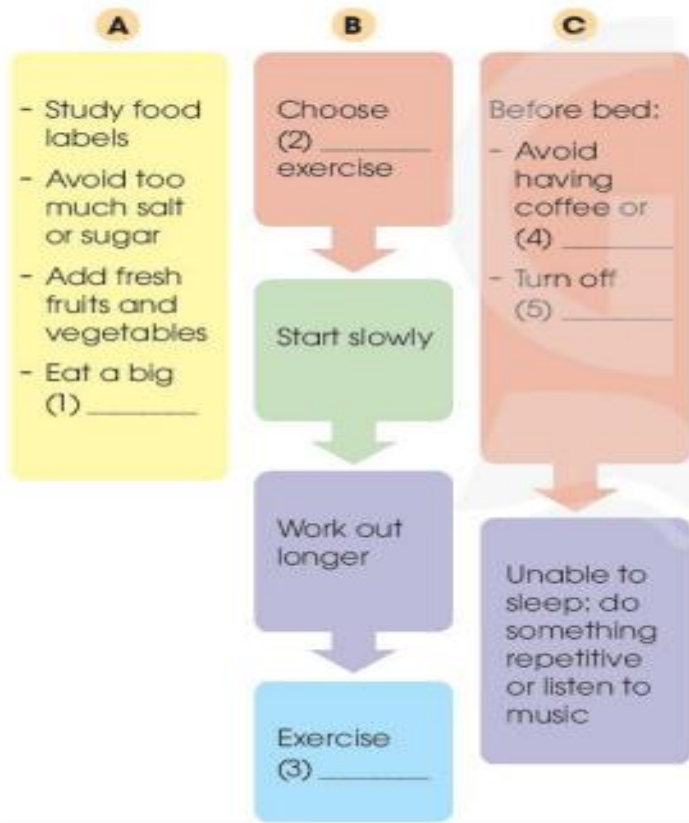 A
B
C
- Study food
labels
- Avoid too
much salt
or sugar
- Add fresh
fruits and
vegetables
- Eat a big
(1) ________
Choose
(2) ________
exercise
Start slowly
Work out
longer
Exercise
(3) ________
Before bed:
- Avoid
having
coffee or
(4) ________
- Turn off
(5) ________
Unable to
sleep: do
something
repetitive
or listen to
music